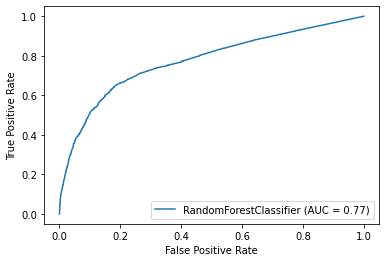 1.0
0.8
0.6
0.4
0.2
0.0
True Positive Rate
RandomForestClassifier (AUC = 0.77)
0.0 0.2 0.4 0.6 0.8 1.0
False Positive Rate